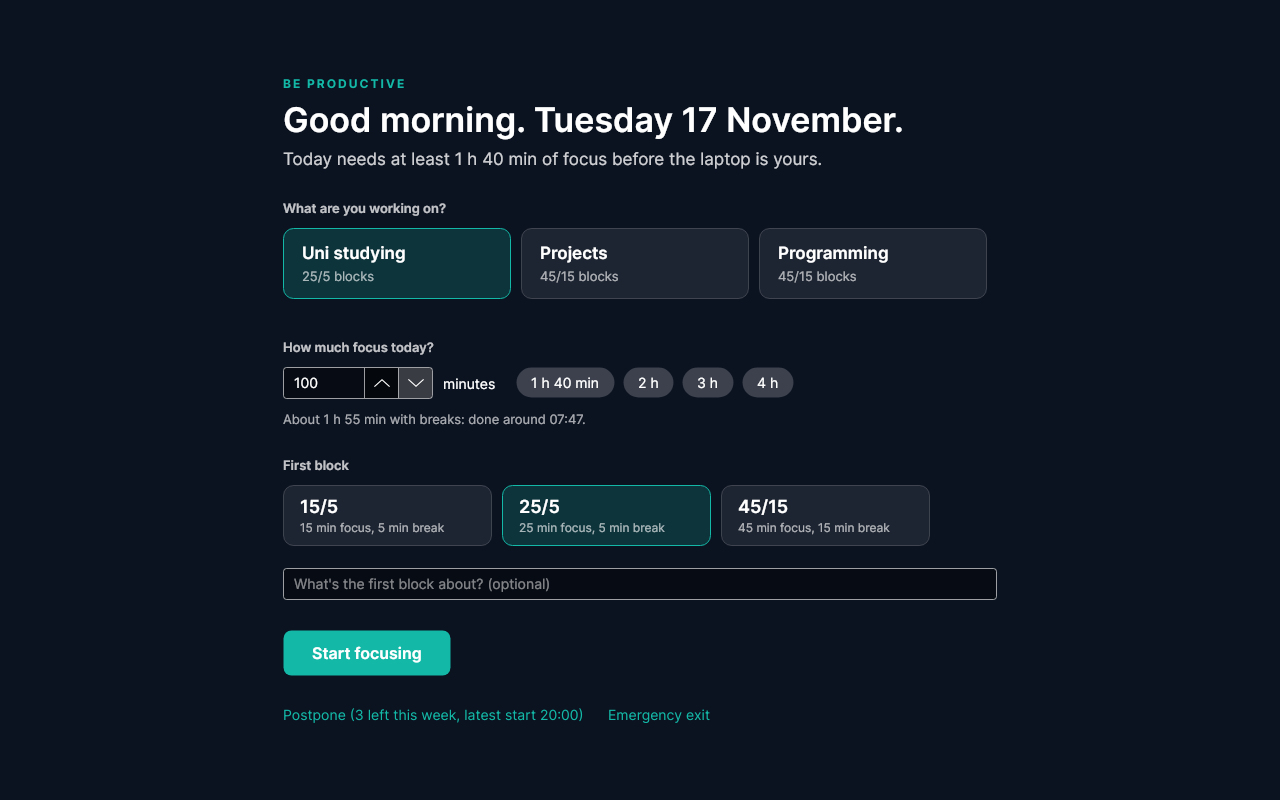 BE PRODUCTIVE
Good morning. Tuesday 17 November.
Today needs at least 1 h 40 min of focus before the laptop is yours.
What are you working on?
Uni studying
25/5 blocks
Projects
45/15 blocks
Programming
45/15 blocks
How much focus today?
100 minutes 1 h 40 min 2 h 3 h 4 h
About 1 h 55 min with breaks: done around 07:47.
First block
15/5
15 min focus, 5 min break
25/5
25 min focus, 5 min break
45/15
45 min focus, 15 min break
What's the first block about? (optional)
Start focusing
Postpone (3 left this week, latest start 20:00) Emergency exit